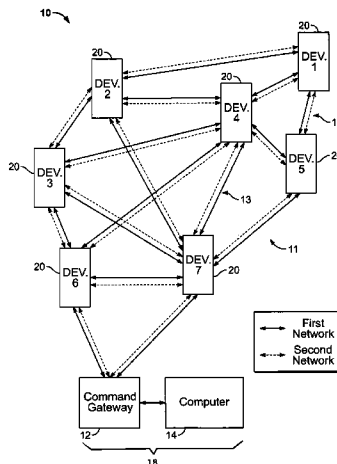 10
20
DEV.
1
20
DEV.
2
20
DEV.
4
1
DEV.
5
2
20
DEV.
3
13
11
20
DEV.
6
DEV.
7
20
First
Network
Second
Network
Command
Gateway
Computer
12
14
18